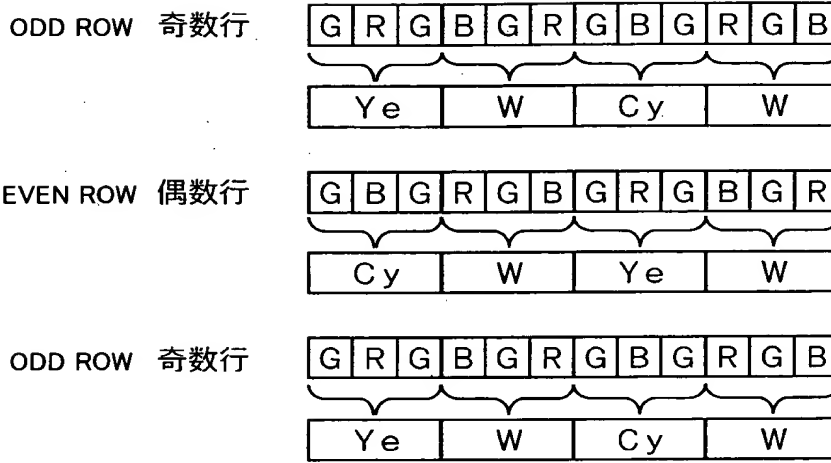 ODD ROW 奇数行 G R G B G R G B G R G B
Ye W Cy W
EVEN ROW 偶数行 G B G R G B G R G B G R
Cy W Ye W
ODD ROW 奇数行 G R G B G R G B G R G B
Ye W Cy W